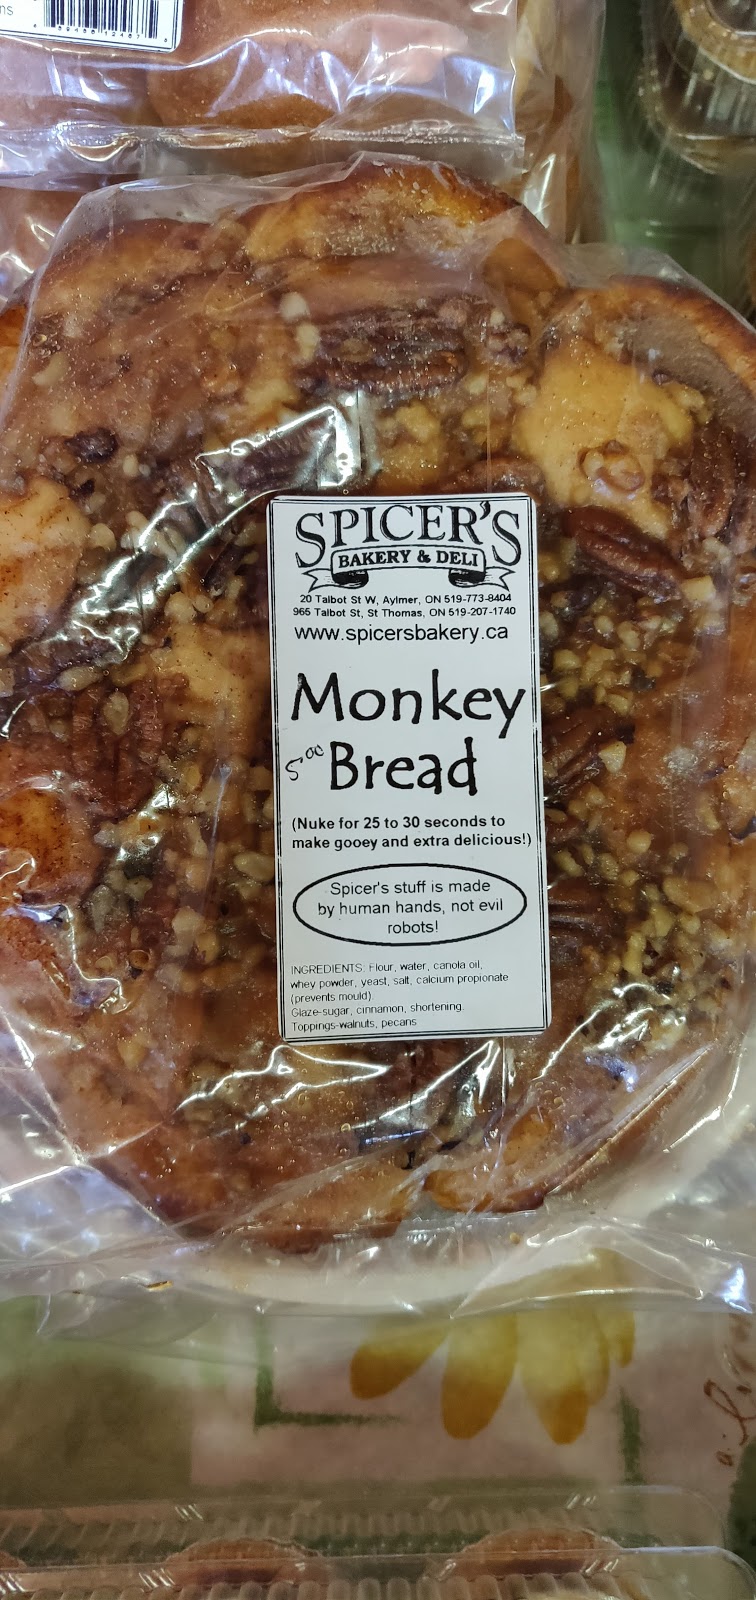 SPICER'S
BAKERY & DELI
20 Talbot St W, Aylmer, ON 519-773-8404
965 Talbot St, St Thomas, ON 519-207-1740
www.spicersbakery.ca
Monkey
5.00 Bread
(Nuke for 25 to 30 seconds to
make gooey and extra delicious!)
Spicer's stuff is made
by human hands, not evil
robots!
INGREDIENTS: Flour, water, canola oil,
whey powder, yeast, salt, calcium propionate
(prevents mould).
Glaze-sugar, cinnamon, shortening.
Toppings-walnuts, pecans